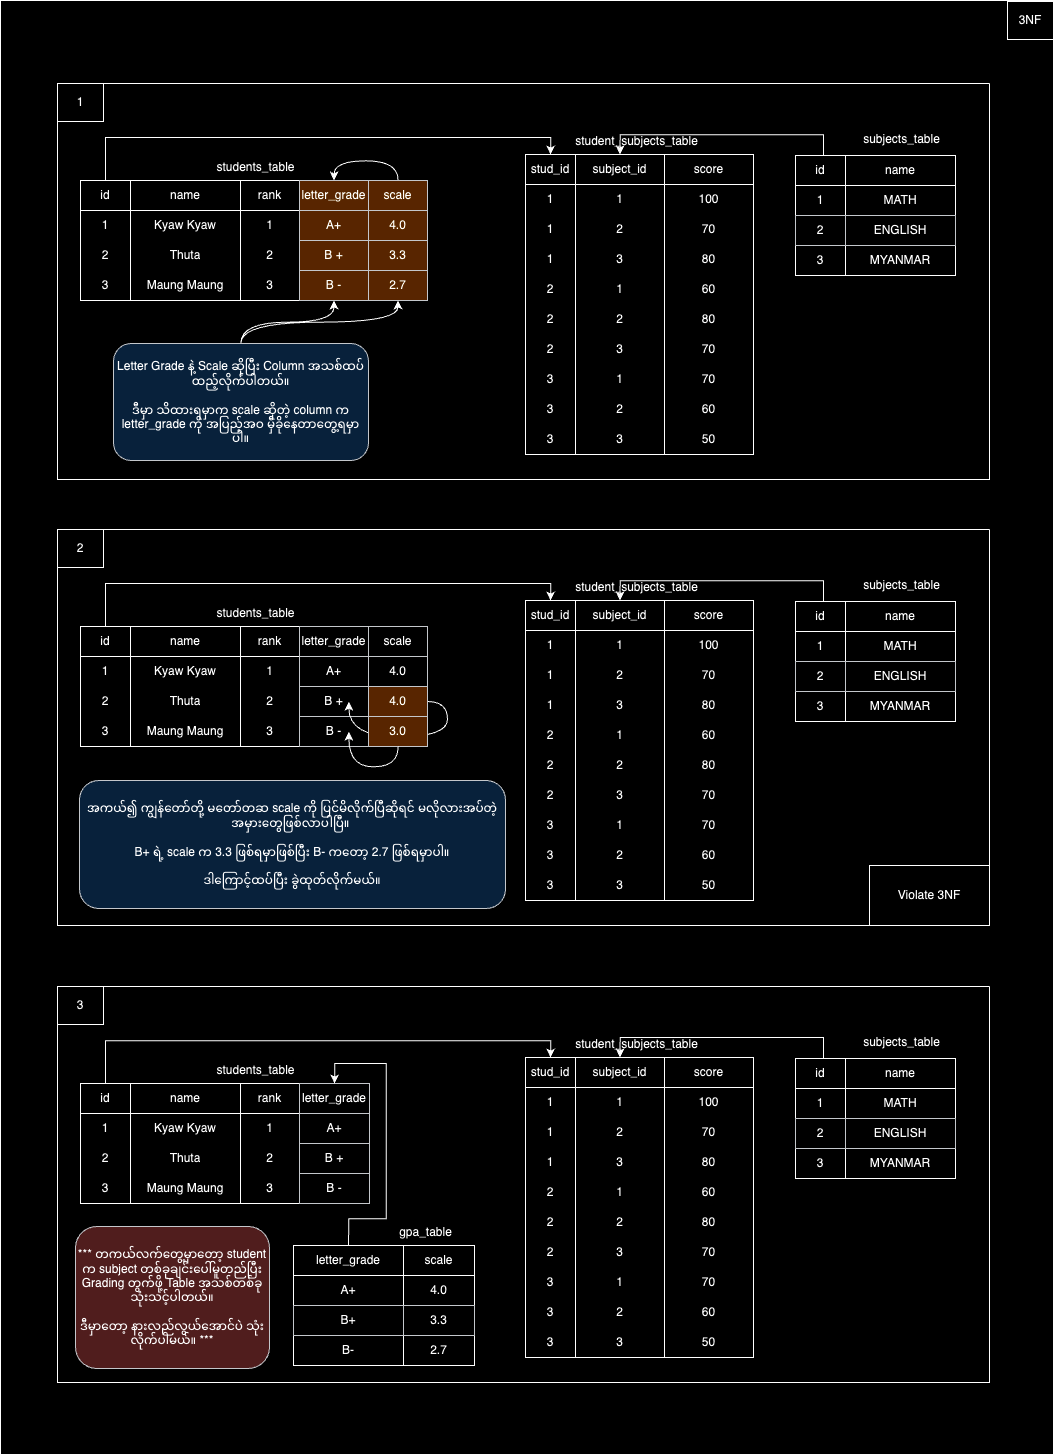 3NF
1
students_table
id name rank letter_grade scale
1 Kyaw Kyaw 1 A+ 4.0
2 Thuta 2 B + 3.3
3 Maung Maung 3 B - 2.7
Letter Grade နဲ့ Scale ဆိုပြီး Column အသစ်ထပ်
ထည့်လိုက်ပါတယ်။
ဒီမှာ သိထားရမှာက scale ဆိုတဲ့ column က
letter_grade ကို အပြည့်အဝ မှီခိုနေတာတွေ့ရမှာ
ပါ။
student_subjects_table
stud_id subject_id score
1 1 100
1 2 70
1 3 80
2 1 60
2 2 80
2 3 70
3 1 70
3 2 60
3 3 50
subjects_table
id name
1 MATH
2 ENGLISH
3 MYANMAR
2
students_table
id name rank letter_grade scale
1 Kyaw Kyaw 1 A+ 4.0
2 Thuta 2 B + 4.0
3 Maung Maung 3 B - 3.0
အကယ်၍ ကျွန်တော်တို့ မတော်တဆ scale ကို ပြင်မိလိုက်ပြီဆိုရင် မလိုလားအပ်တဲ့
အမှားတွေဖြစ်လာပါပြီ။
B+ ရဲ့ scale က 3.3 ဖြစ်ရမှာဖြစ်ပြီး B- ကတော့ 2.7 ဖြစ်ရမှာပါ။
ဒါကြောင့်ထပ်ပြီး ခွဲထုတ်လိုက်မယ်။
student_subjects_table
stud_id subject_id score
1 1 100
1 2 70
1 3 80
2 1 60
2 2 80
2 3 70
3 1 70
3 2 60
3 3 50
subjects_table
id name
1 MATH
2 ENGLISH
3 MYANMAR
Violate 3NF
3
students_table
id name rank letter_grade
1 Kyaw Kyaw 1 A+
2 Thuta 2 B +
3 Maung Maung 3 B -
*** တကယ်လက်တွေ့မှာတော့ student
က subject တစ်ခုချင်းပေါ်မူတည်ပြီး
Grading တွက်ဖို့ Table အသစ်တစ်ခု
သုံးသင့်ပါတယ်။
ဒီမှာတော့ နားလည်လွယ်အောင်ပဲ သုံး
လိုက်ပါမယ်။ ***
gpa_table
letter_grade scale
A+ 4.0
B+ 3.3
B- 2.7
student_subjects_table
stud_id subject_id score
1 1 100
1 2 70
1 3 80
2 1 60
2 2 80
2 3 70
3 1 70
3 2 60
3 3 50
subjects_table
id name
1 MATH
2 ENGLISH
3 MYANMAR